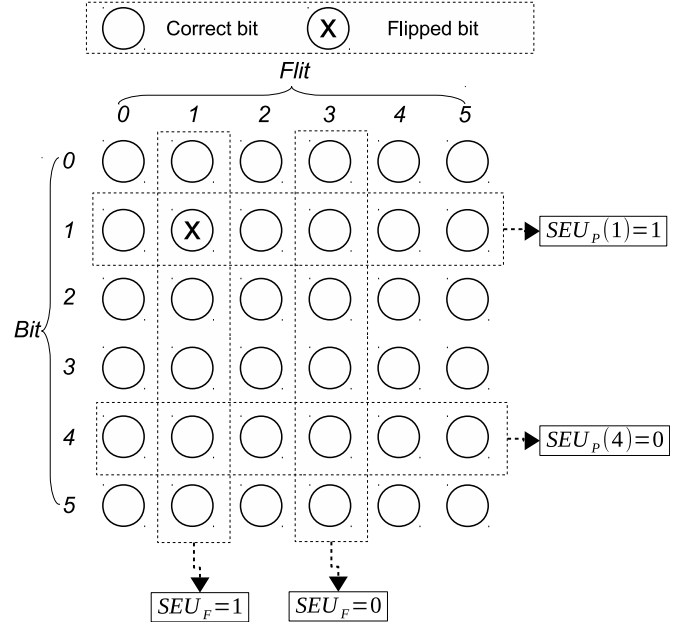 Correct bit X Flipped bit
Flit
0 1 2 3 4 5
0
1 X SEU_P(1)=1
2
Bit
3
4 SEU_P(4)=0
5
SEU_F=1 SEU_F=0